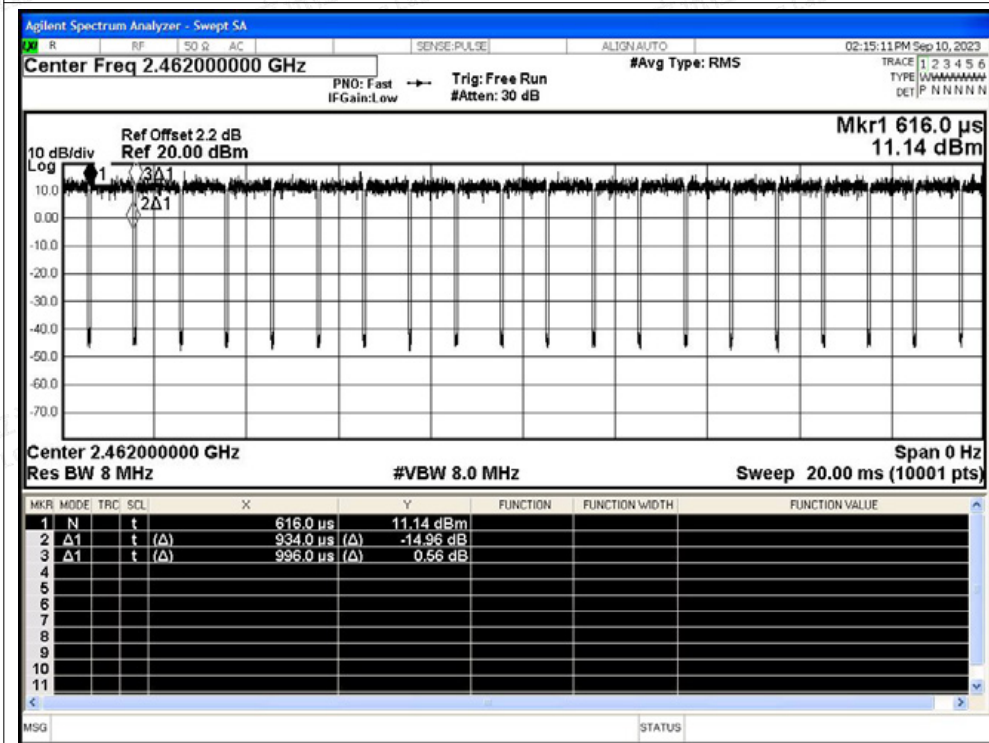 Agilent Spectrum Analyzer - Swept SA
LXI R RF 50 Ω AC SENSE:PULSE ALIGN AUTO 02:15:11 PM Sep 10, 2023
Center Freq 2.462000000 GHz
PNO: Fast
IFGain:Low
Trig: Free Run
#Atten: 30 dB
#Avg Type: RMS
TRACE 1 2 3 4 5 6
TYPE
DET P N N N N N
Ref Offset 2.2 dB
10 dB/div Ref 20.00 dBm
Log
Mkr1 616.0 µs
11.14 dBm
1 3Δ1
2Δ1
10.0
0.00
-10.0
-20.0
-30.0
-40.0
-50.0
-60.0
-70.0
Center 2.462000000 GHz Span 0 Hz
Res BW 8 MHz #VBW 8.0 MHz Sweep 20.00 ms (10001 pts)
MKR MODE TRC SCL X Y FUNCTION FUNCTION WIDTH FUNCTION VALUE
1 N t 616.0 µs 11.14 dBm
2 Δ1 t (Δ) 934.0 µs (Δ) -14.96 dB
3 Δ1 t (Δ) 996.0 µs (Δ) 0.56 dB
4
5
6
7
8
9
10
11
MSG STATUS